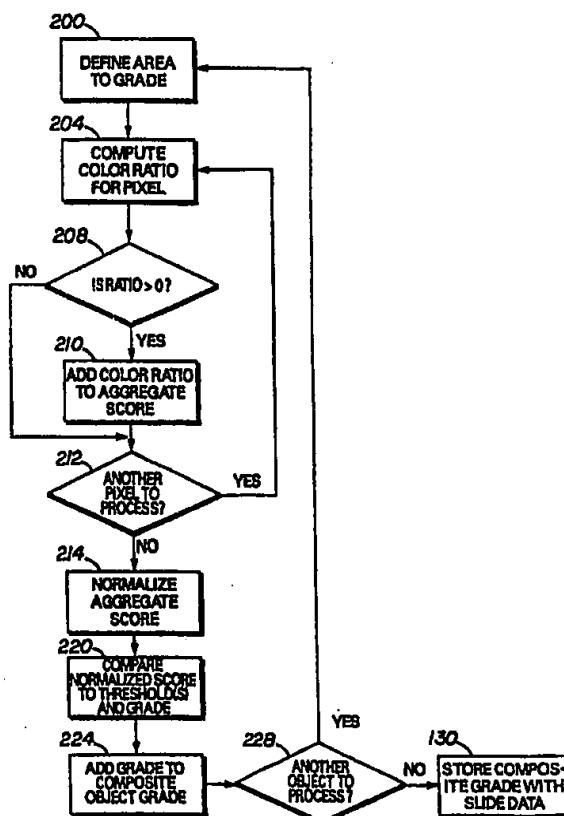 200
DEFINE AREA
TO GRADE
204
COMPUTE
COLOR RATIO
FOR PIXEL
208
NO
IS RATIO > 0?
YES
210
ADD COLOR RATIO
TO AGGREGATE
SCORE
212
ANOTHER
PIXEL TO
PROCESS?
YES
NO
214
NORMALIZE
AGGREGATE
SCORE
220
COMPARE
NORMALIZED SCORE
TO THRESHOLD(S)
AND GRADE
224
ADD GRADE TO
COMPOSITE
OBJECT GRADE
228
YES
ANOTHER
OBJECT TO
PROCESS?
NO
130
STORE COMPOS-
ITE GRADE WITH
SLIDE DATA